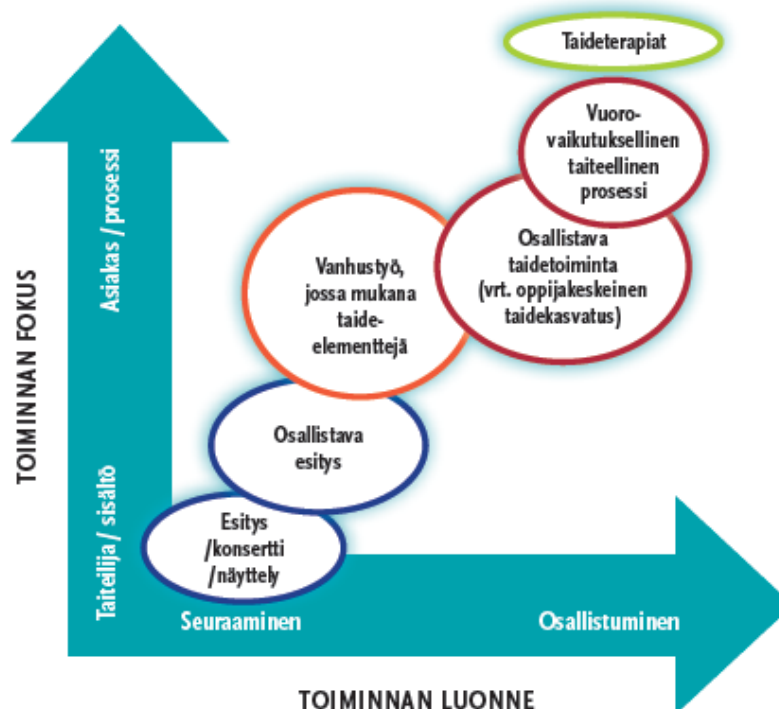 Taideterapiat
Vuoro-
vaikutuksellinen
taiteellinen
prosessi
Osallistava
taidetoiminta
(vrt. oppijakeskeinen
taidekasvatus)
Vanhustyö,
jossa mukana
taide-
elementtejä
Osallistava
esitys
Esitys
/konsertti
/näyttely
TOIMINNAN FOKUS
Asiakas / prosessi
Taiteilija / sisältö
Seuraaminen
Osallistuminen
TOIMINNAN LUONNE